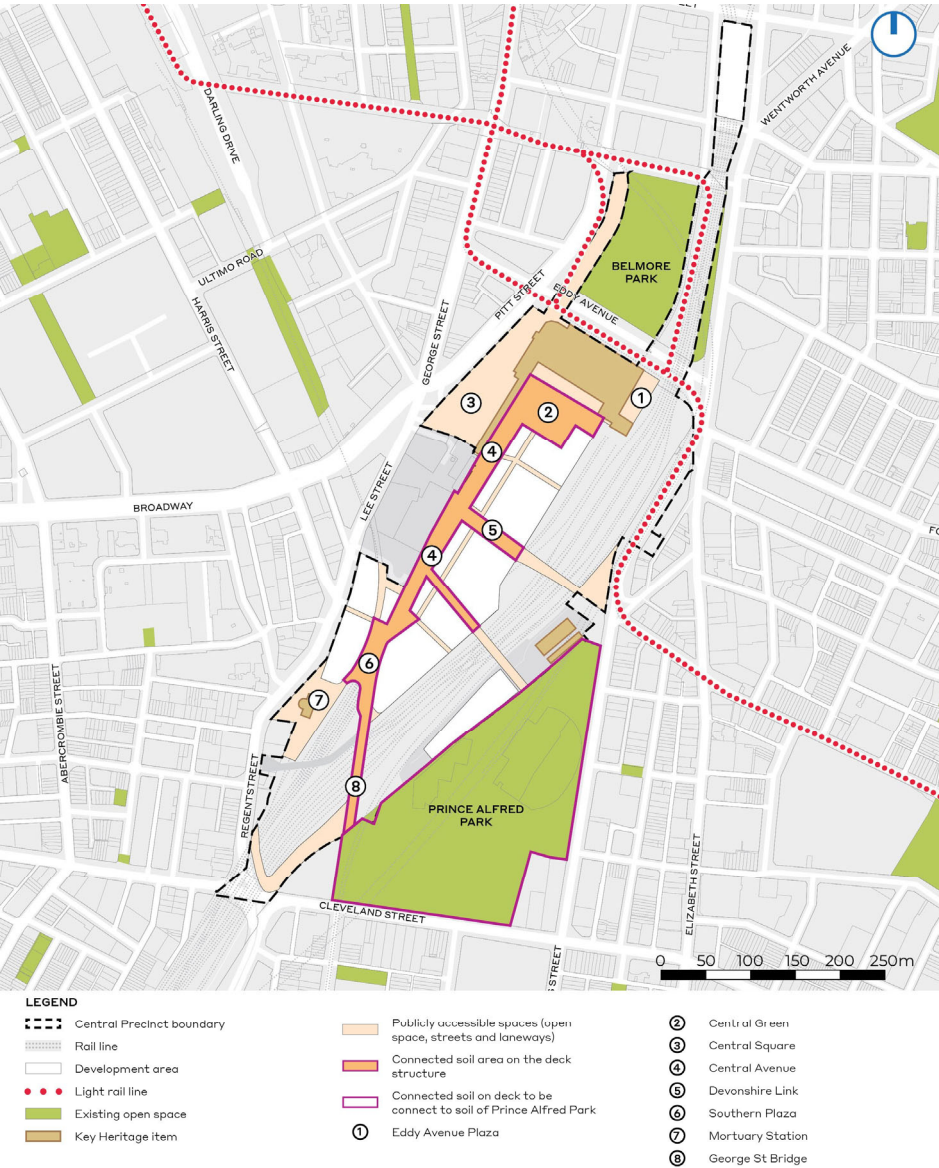 STREET
WENTWORTH AVENUE
DARLING DRIVE
ULTIMO ROAD
BELMORE
PARK
EDDY AVENUE
PITT STREET
HARRIS STREET
GEORGE STREET
1
2
3
4
BROADWAY
LEE STREET
5
4
6
7
ABERCROMBIE STREET
8
REGENT STREET
PRINCE ALFRED
PARK
ELIZABETH STREET
CLEVELAND STREET
S STREET
0 50 100 150 200 250m
LEGEND
Central Precinct boundary
Rail line
Development area
Light rail line
Existing open space
Key Heritage item
Publicly accessible spaces (open
space, streets and laneways)
Connected soil area on the deck
structure
Connected soil on deck to be
connect to soil of Prince Alfred Park
1 Eddy Avenue Plaza
2 Central Green
3 Central Square
4 Central Avenue
5 Devonshire Link
6 Southern Plaza
7 Mortuary Station
8 George St Bridge